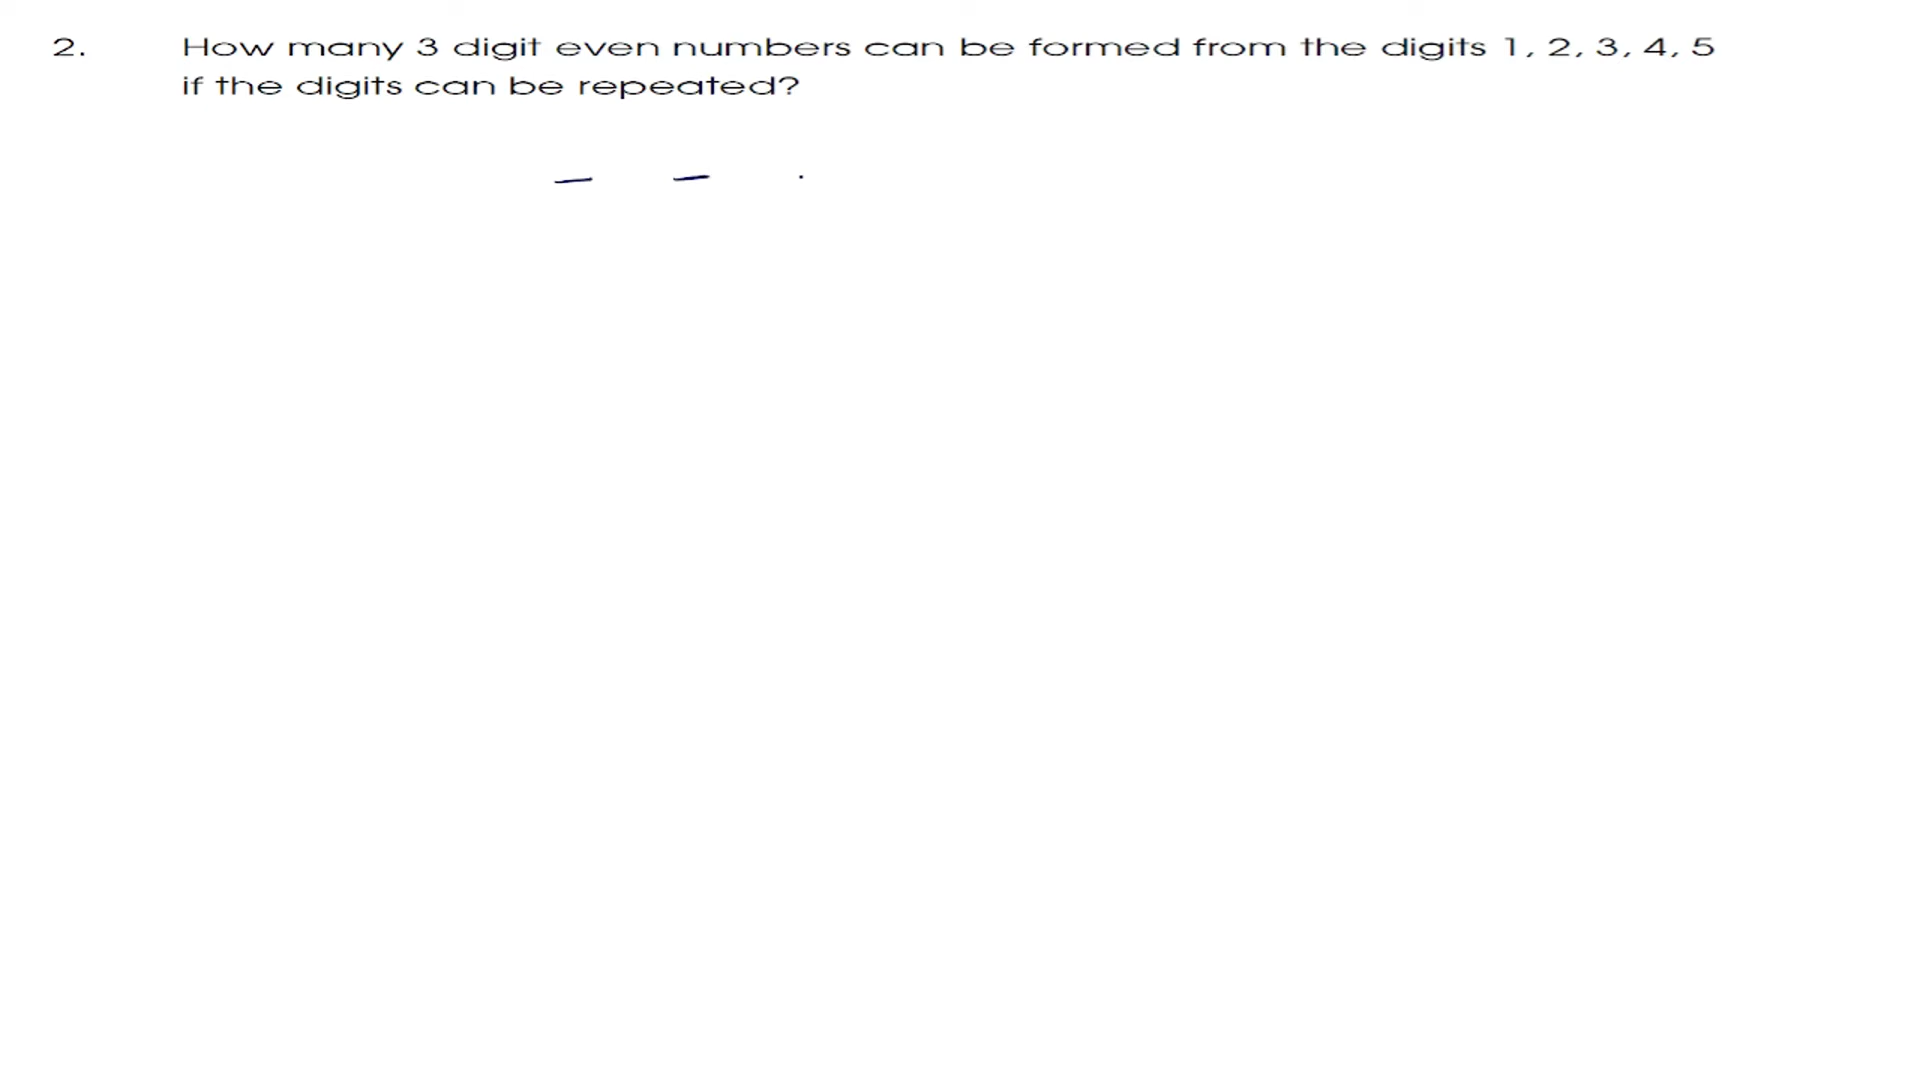 2. How many 3 digit even numbers can be formed from the digits 1, 2, 3, 4, 5
if the digits can be repeated?